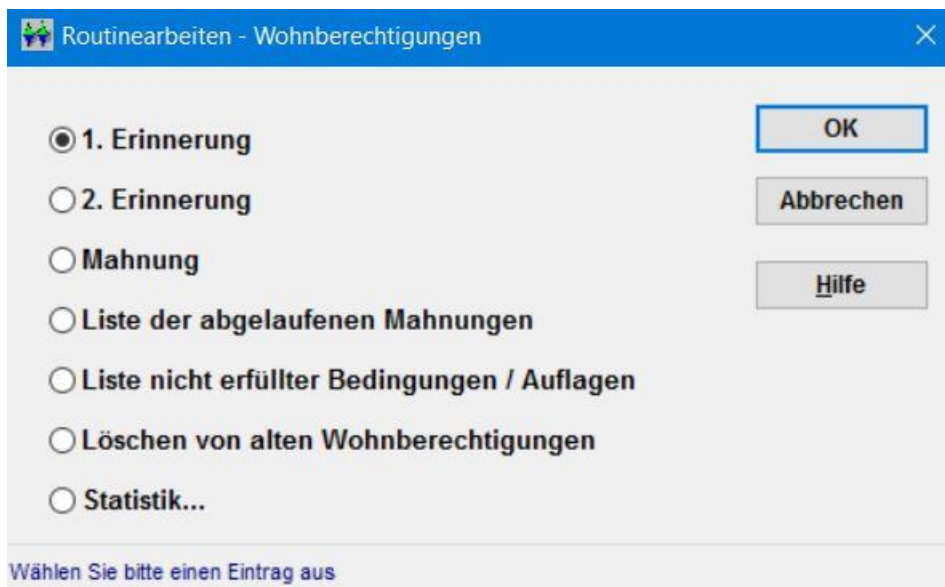 Routinearbeiten - Wohnberechtigungen
1. Erinnerung
2. Erinnerung
Mahnung
Liste der abgelaufenen Mahnungen
Liste nicht erfüllter Bedingungen / Auflagen
Löschen von alten Wohnberechtigungen
Statistik...
OK
Abbrechen
Hilfe
Wählen Sie bitte einen Eintrag aus